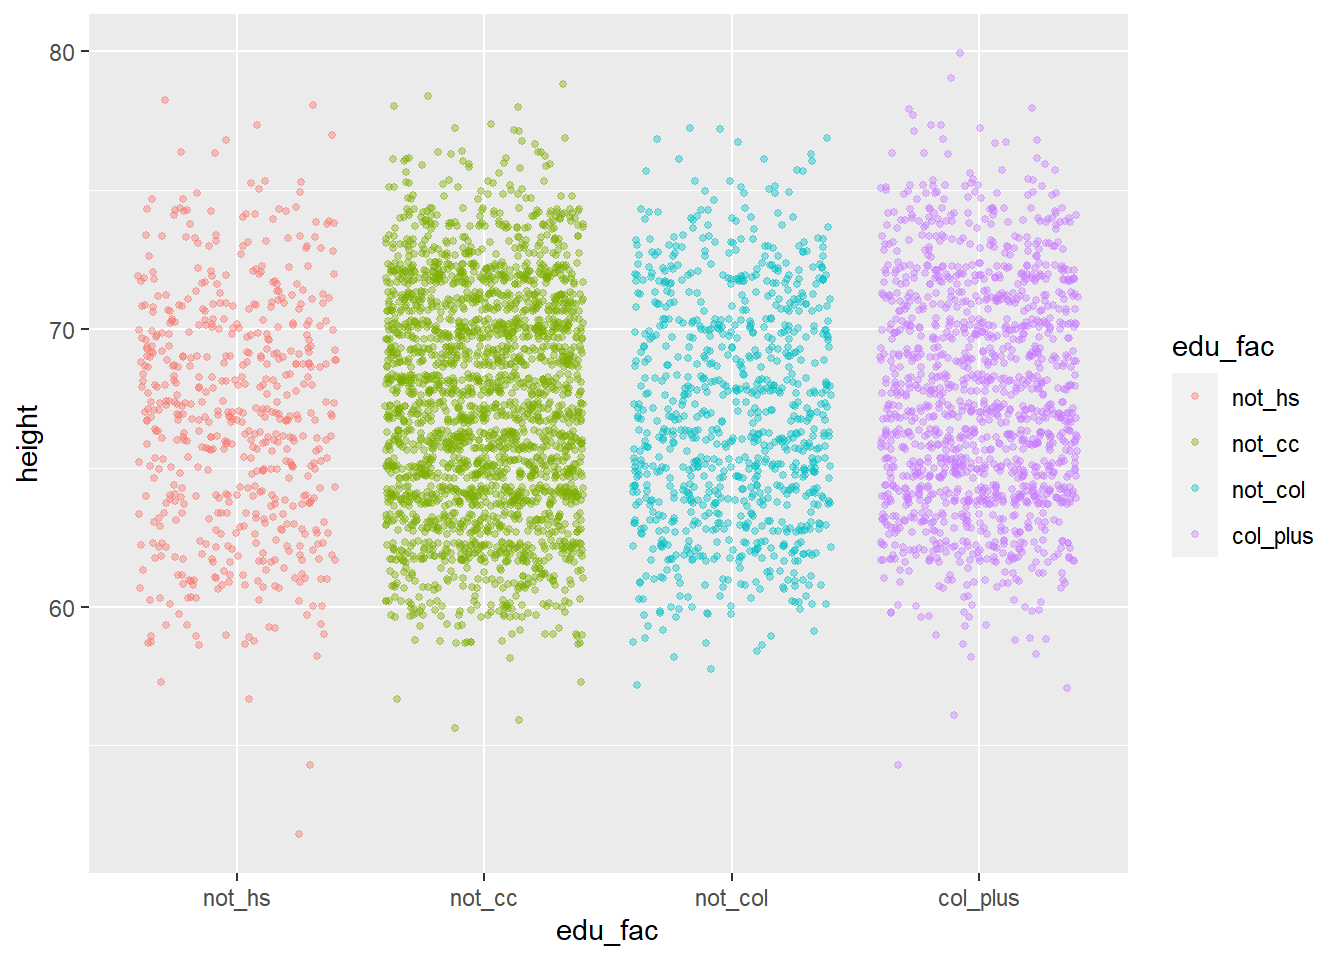 80
70
60
height
not_hs
not_cc
not_col
col_plus
edu_fac
edu_fac
not_hs
not_cc
not_col
col_plus